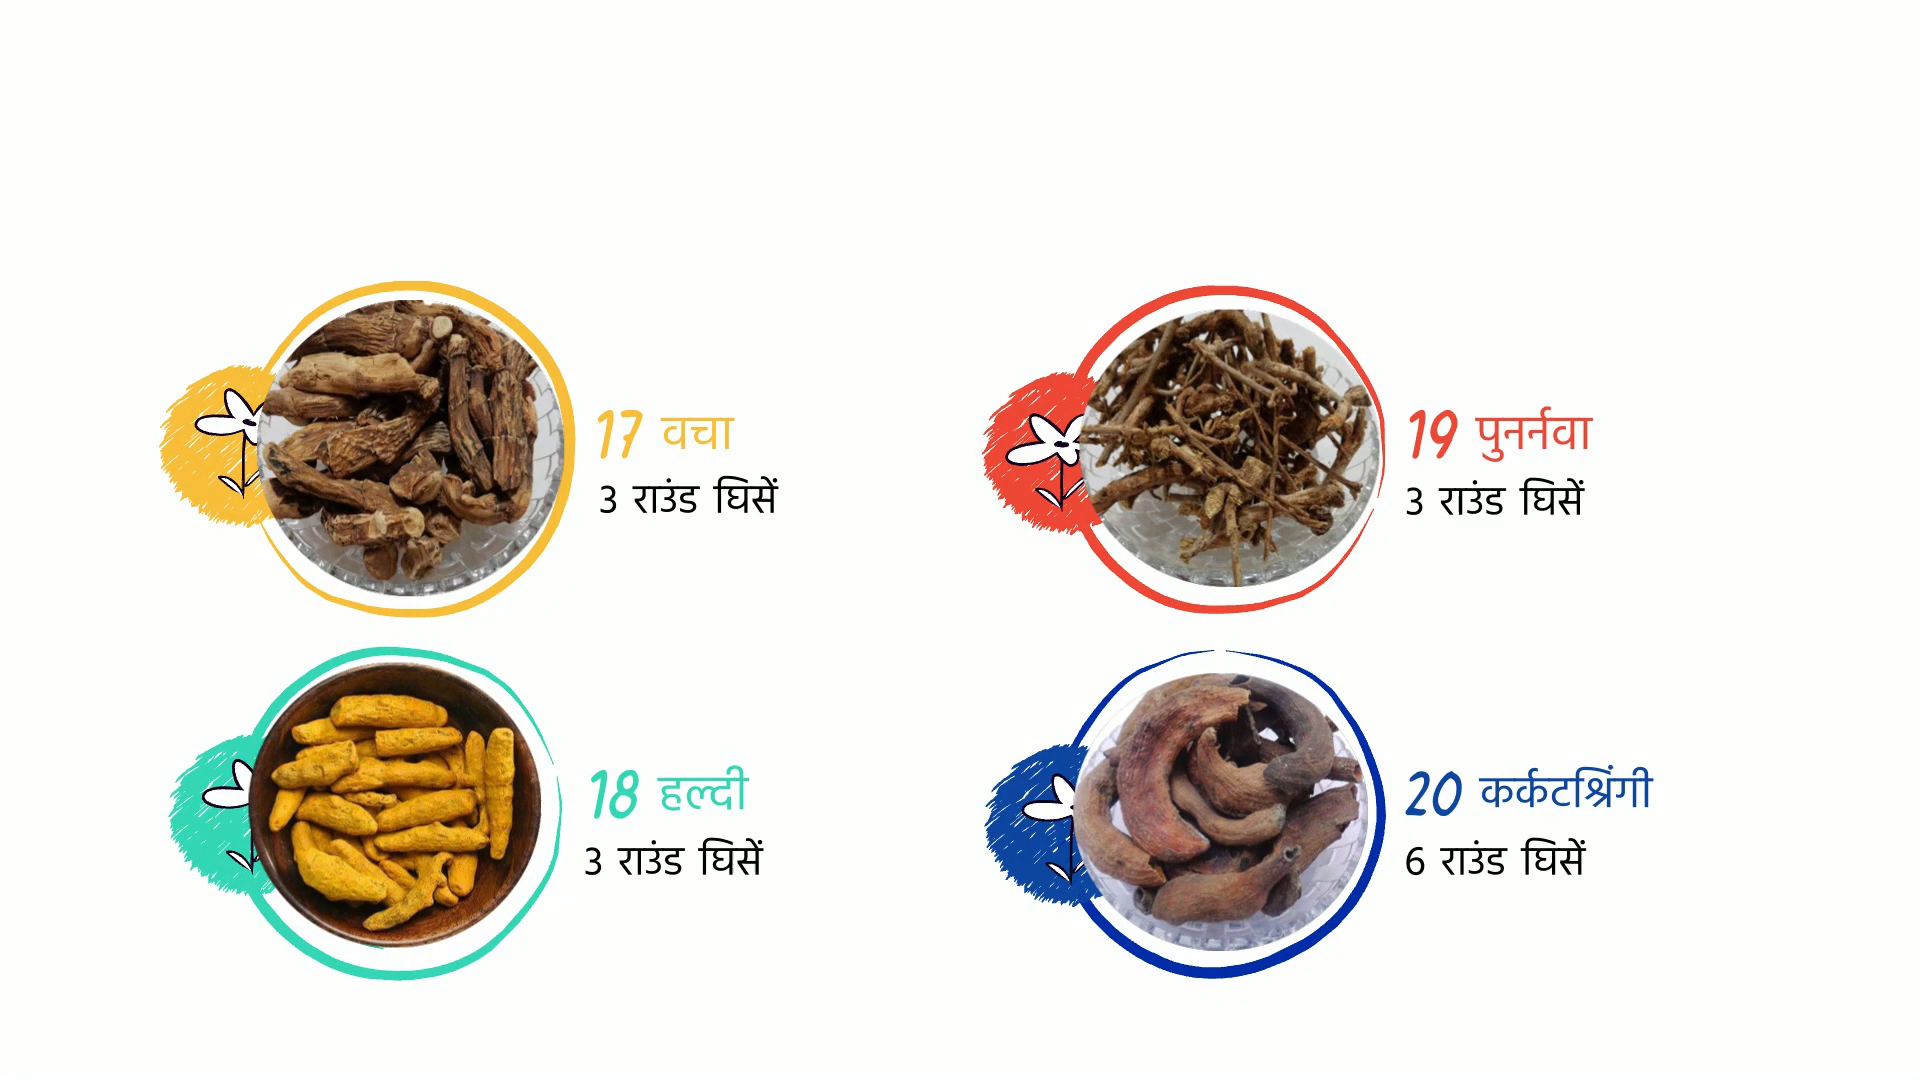 17 वचा
3 राउंड घिसें
18 हल्दी
3 राउंड घिसें
19 पुनर्नवा
3 राउंड घिसें
20 कर्कटश्रिंगी
6 राउंड घिसें